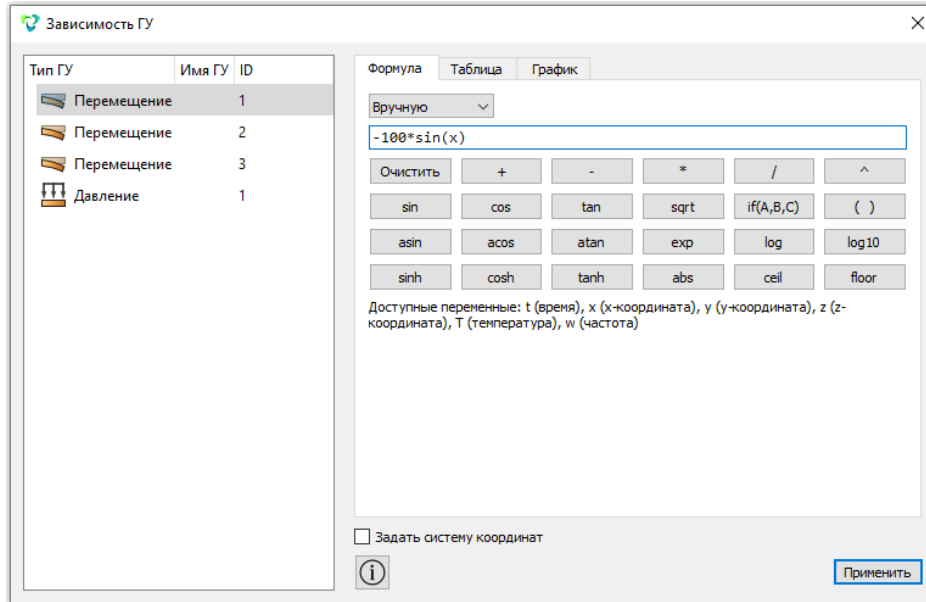 Зависимость ГУ
Тип ГУ Имя ГУ ID
Перемещение 1
Перемещение 2
Перемещение 3
Давление 1
Формула Таблица График
Вручную
-100*sin(x)
Очистить + - * / ^
sin cos tan sqrt if(A,B,C) ( )
asin acos atan exp log log10
sinh cosh tanh abs ceil floor
Доступные переменные: t (время), x (x-координата), y (y-координата), z (z-
координата), T (температура), w (частота)
Задать систему координат
Применить